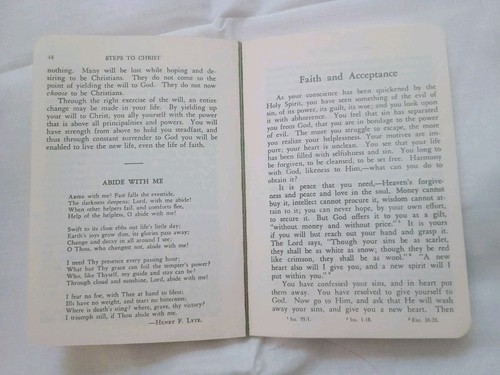 48 STEPS TO CHRIST
nothing. Many will be lost while hoping and de-
siring to be Christians. They do not come to the
point of yielding the will to God. They do not now
choose to be Christians.
Through the right exercise of the will, an entire
change may be made in your life. By yielding up
your will to Christ, you ally yourself with the power
that is above all principalities and powers. You will
have strength from above to hold you steadfast, and
thus through constant surrender to God you will be
enabled to live the new life, even the life of faith.
ABIDE WITH ME
Abide with me! Fast falls the eventide,
The darkness deepens; Lord, with me abide!
When other helpers fail, and comforts flee,
Help of the helpless, O abide with me!
Swift to its close ebbs out life's little day;
Earth's joys grow dim, its glories pass away;
Change and decay in all around I see;
O Thou, who changest not, abide with me!
I need Thy presence every passing hour;
What but Thy grace can foil the tempter's power?
Who, like Thyself, my guide and stay can be?
Through cloud and sunshine, Lord, abide with me!
I fear no foe, with Thee at hand to bless;
Ills have no weight, and tears no bitterness;
Where is death's sting? where, grave, thy victory?
I triumph still, if Thou abide with me.
—Henry F. Lyte.
Faith and Acceptance
As your conscience has been quickened by the
Holy Spirit, you have seen something of the evil of
sin, of its power, its guilt, its woe; and you look upon
it with abhorrence. You feel that sin has separated
you from God, that you are in bondage to the power
of evil. The more you struggle to escape, the more
you realize your helplessness. Your motives are im-
pure; your heart is unclean. You see that your life
has been filled with selfishness and sin. You long to
be forgiven, to be cleansed, to be set free. Harmony
with God, likeness to Him,—what can you do to
obtain it?
It is peace that you need,—Heaven's forgive-
ness and peace and love in the soul. Money cannot
buy it, intellect cannot procure it, wisdom cannot at-
tain to it; you can never hope, by your own effort,
to secure it. But God offers it to you as a gift,
"without money and without price." ¹ It is yours
if you will but reach out your hand and grasp it.
The Lord says, "Though your sins be as scarlet,
they shall be as white as snow; though they be red
like crimson, they shall be as wool." ² "A new
heart also will I give you, and a new spirit will I
put within you." ³
You have confessed your sins, and in heart put
them away. You have resolved to give yourself to
God. Now go to Him, and ask that He will wash
away your sins, and give you a new heart. Then
¹ Isa. 55:1. ² Isa. 1:18. ³ Eze. 36:26.